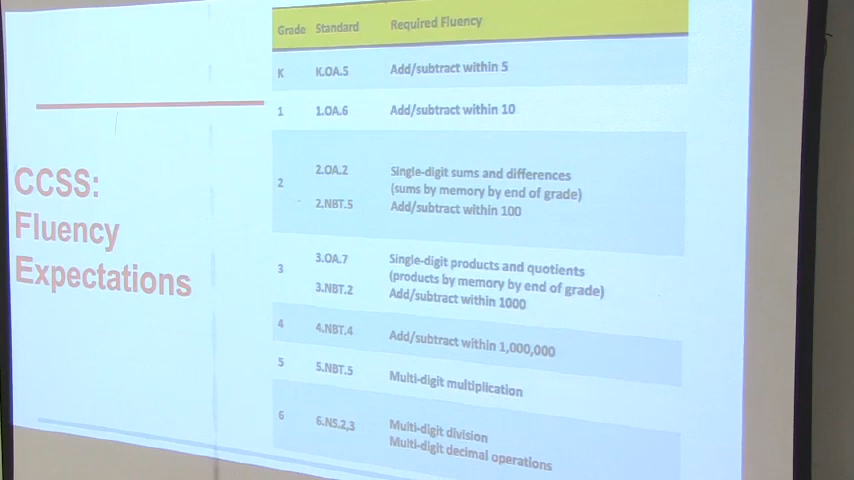 CCSS:
Fluency
Expectations
Grade Standard Required Fluency
K K.OA.5 Add/subtract within 5
1 1.OA.6 Add/subtract within 10
2 2.OA.2 Single-digit sums and differences
(sums by memory by end of grade)
2.NBT.5 Add/subtract within 100
3 3.OA.7 Single-digit products and quotients
(products by memory by end of grade)
3.NBT.2 Add/subtract within 1000
4 4.NBT.4 Add/subtract within 1,000,000
5 5.NBT.5 Multi-digit multiplication
6 6.NS.2,3 Multi-digit division
Multi-digit decimal operations